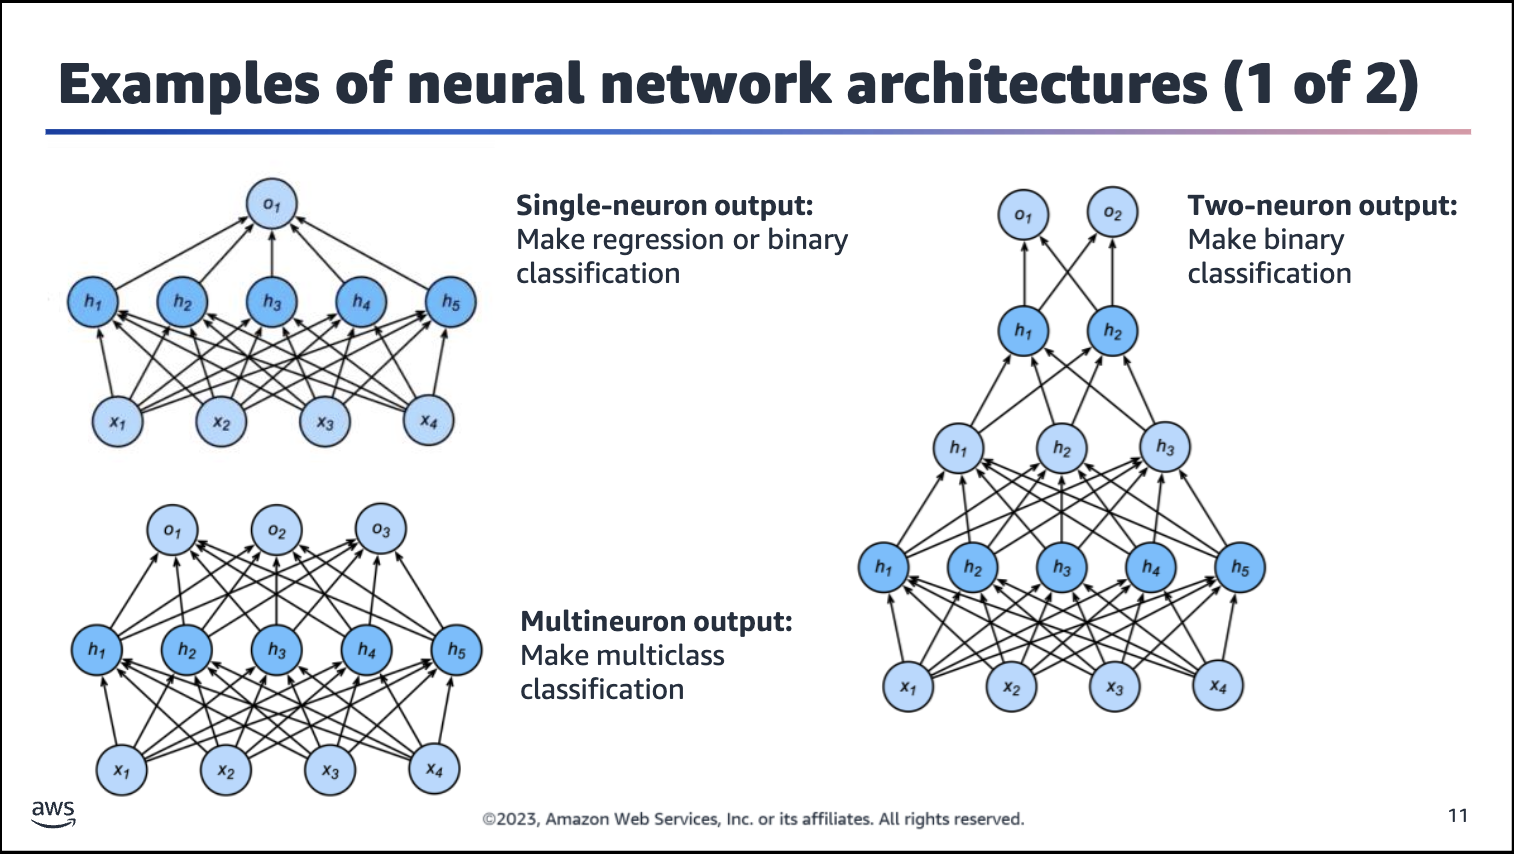 Examples of neural network architectures (1 of 2)
o1
h1 h2 h3 h4 h5
x1 x2 x3 x4
Single-neuron output:
Make regression or binary
classification
o1 o2 o3
h1 h2 h3 h4 h5
x1 x2 x3 x4
Multineuron output:
Make multiclass
classification
o1 o2
h1 h2
h1 h2 h3
h1 h2 h3 h4 h5
x1 x2 x3 x4
Two-neuron output:
Make binary
classification
aws
©2023, Amazon Web Services, Inc. or its affiliates. All rights reserved.
11